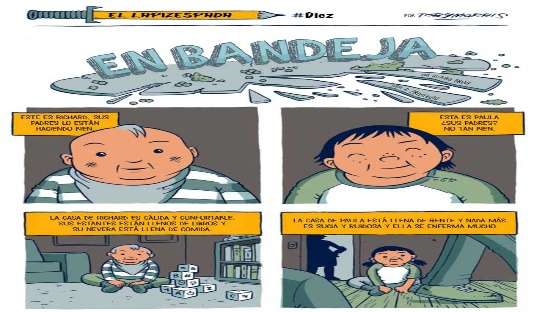 EL LAPIZESPADA
#Diez
POR TOBY MORRIS
EN BANDEJA
ESTE ES RICHARD, SUS
PADRES LO ESTÁN
HACIENDO BIEN.
ESTA ES PAULA
¿SUS PADRES?
NO TAN BIEN.
LA CASA DE RICHARD ES CÁLIDA Y CONFORTABLE.
SUS ESTANTES ESTÁN LLENOS DE LIBROS Y
SU NEVERA ESTÁ LLENA DE COMIDA.
LA CASA DE PAULA ESTÁ LLENA DE GENTE Y NADA MÁS.
ES SUCIA Y RUIDOSA Y ELLA SE ENFERMA MUCHO.